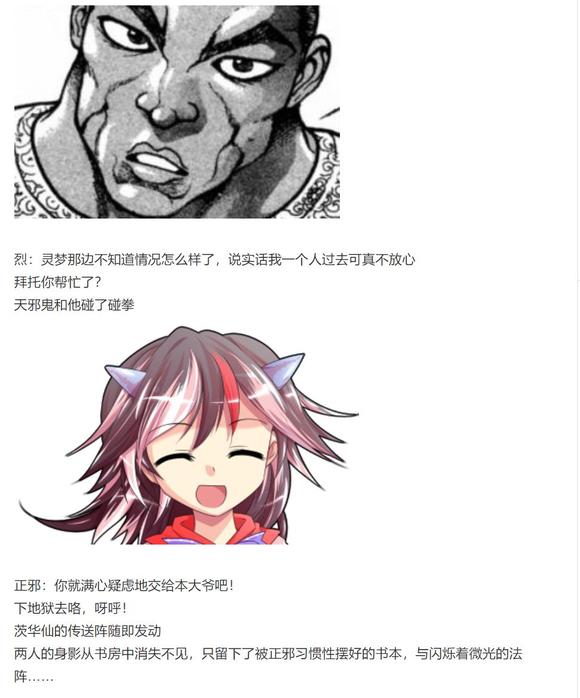 烈：灵梦那边不知道情况怎么样了，说实话我一个人过去可真不放心
拜托你帮忙了？
天邪鬼和他碰了碰拳
正邪：你就满心疑虑地交给本大爷吧！
下地狱去咯，呀呼！
茨华仙的传送阵随即发动
两人的身影从书房中消失不见，只留下了被正邪习惯性摆好的书本，与闪烁着微光的法
阵……